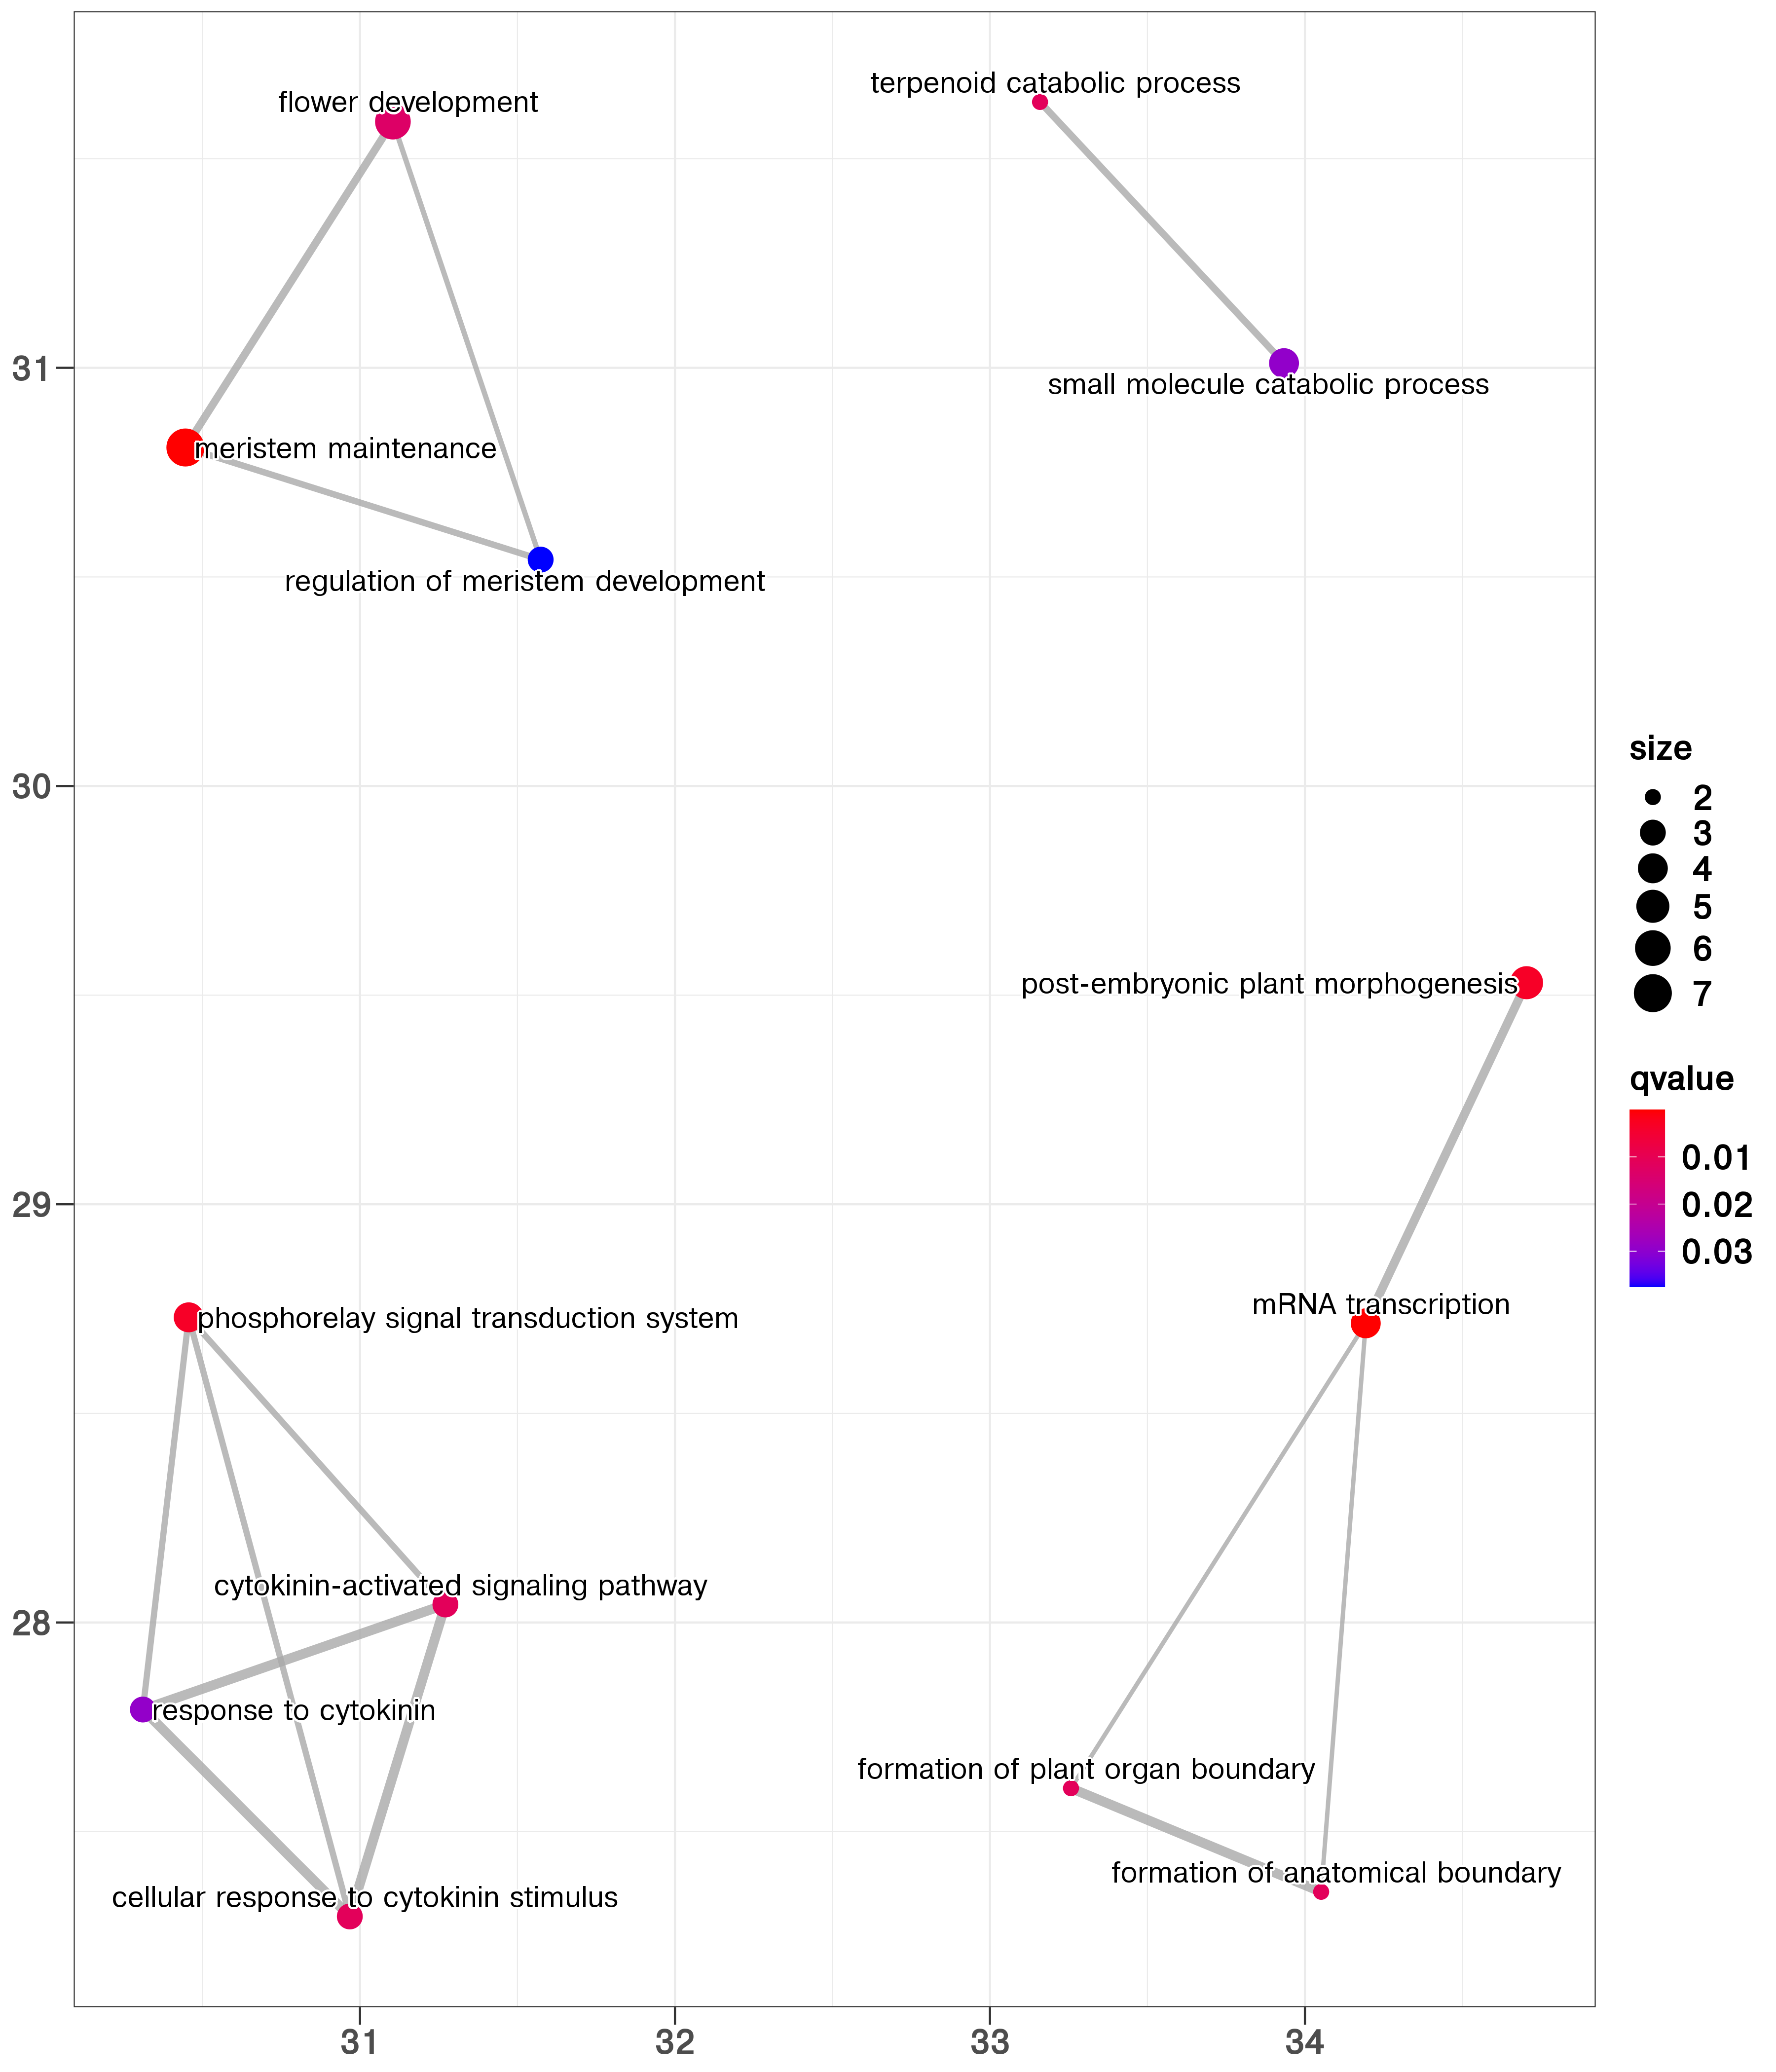 terpenoid catabolic process
flower development
31
small molecule catabolic process
meristem maintenance
regulation of meristem development
30
size
2
3
4
5
6
7
post-embryonic plant morphogenesis
qvalue
0.01
0.02
0.03
29
mRNA transcription
phosphorelay signal transduction system
cytokinin-activated signaling pathway
28
response to cytokinin
formation of plant organ boundary
formation of anatomical boundary
cellular response to cytokinin stimulus
31
32
33
34